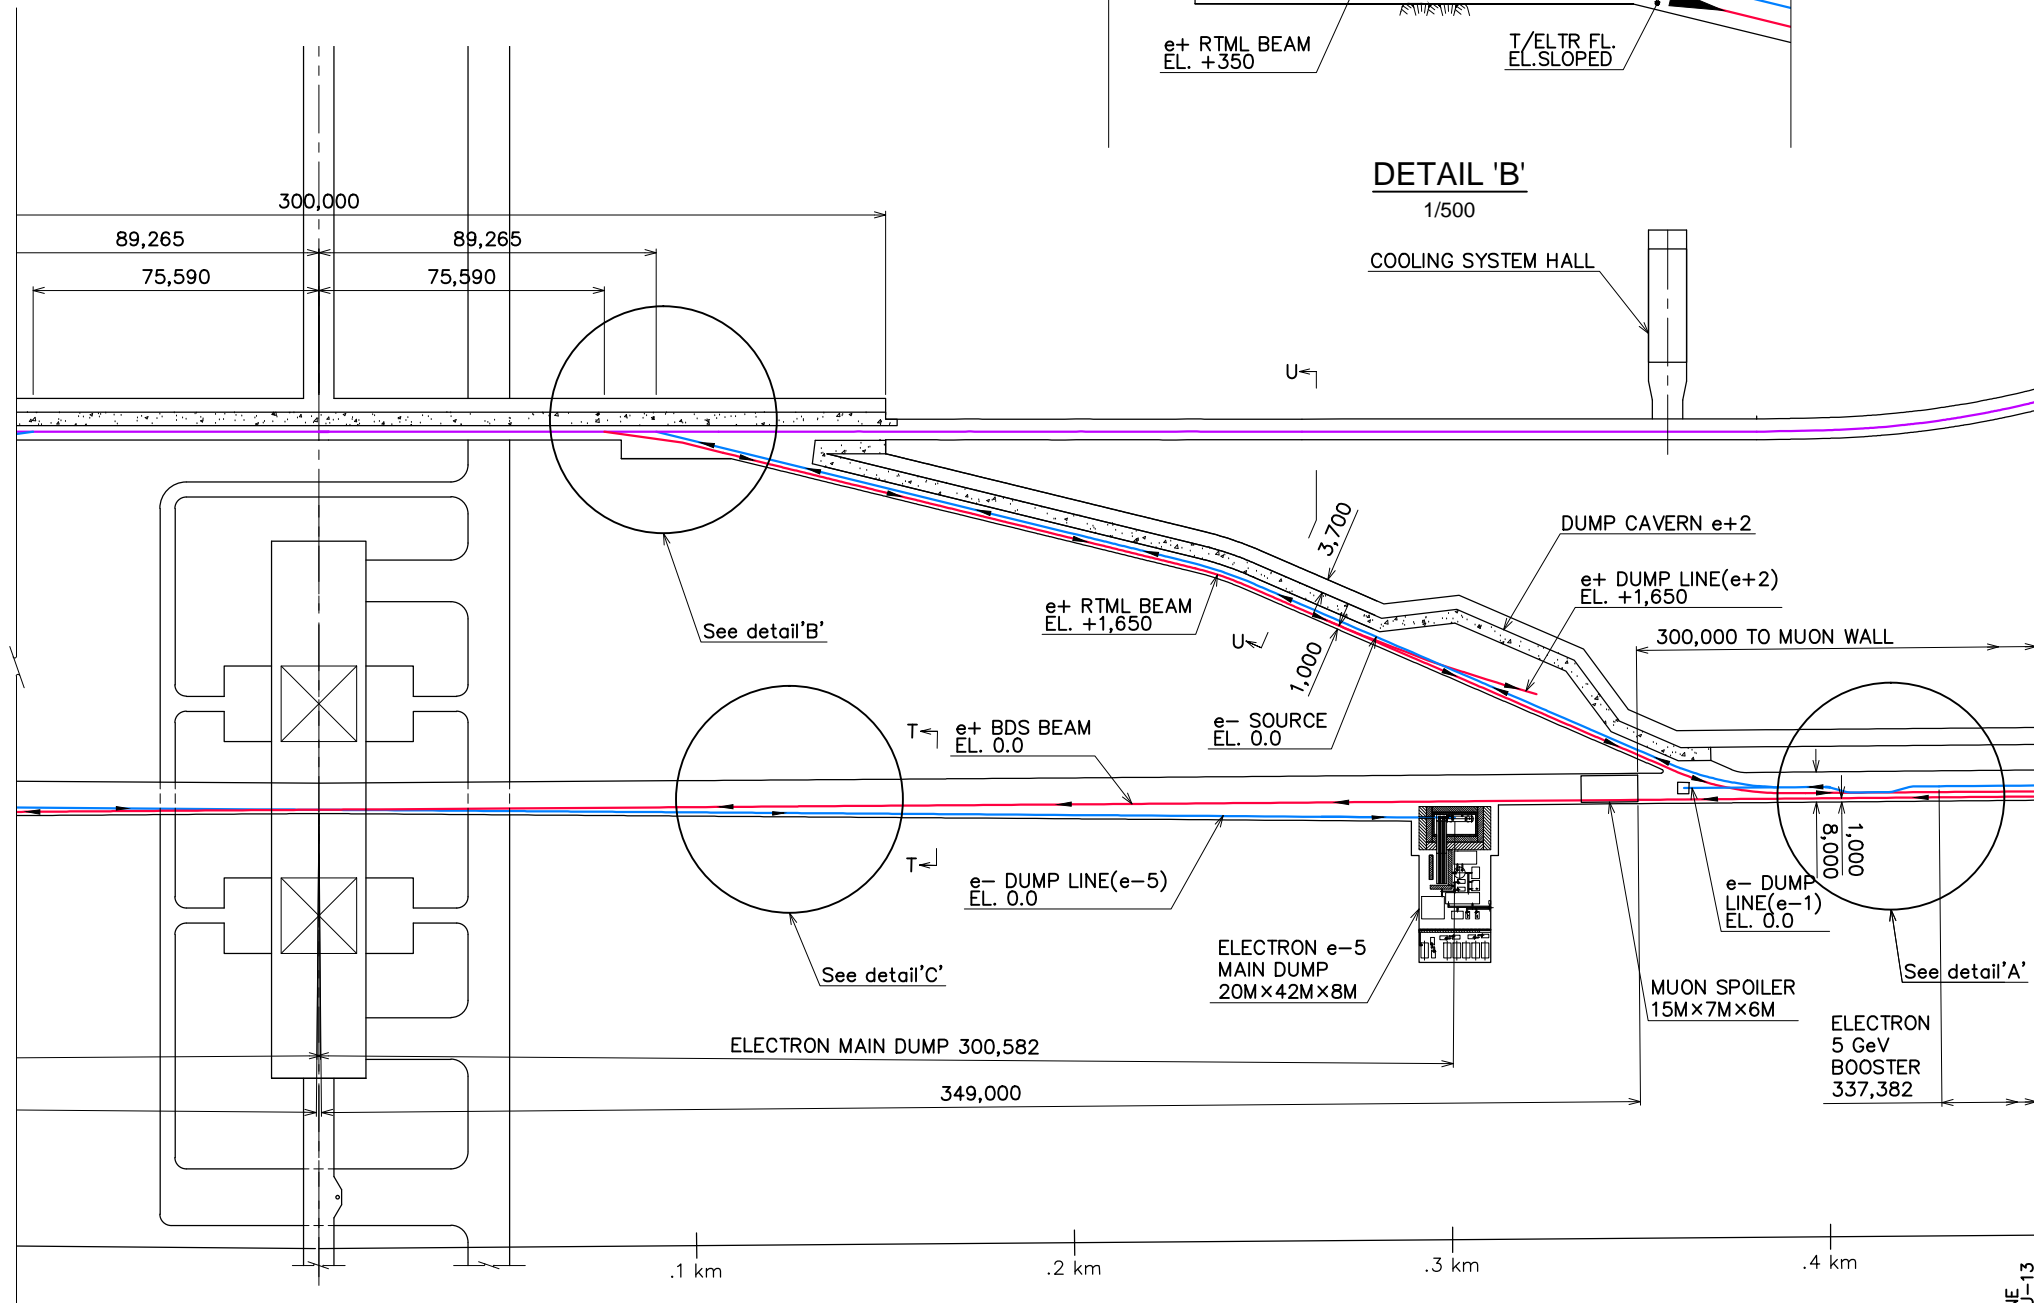 e+ RTML BEAM
EL. +350
T/ELTR FL.
EL.SLOPED
DETAIL 'B'
1/500
300,000
89,265
89,265
75,590
75,590
COOLING SYSTEM HALL
U
3,700
DUMP CAVERN e+2
e+ DUMP LINE(e+2)
EL. +1,650
e+ RTML BEAM
EL. +1,650
See detail'B'
U
1,000
300,000 TO MUON WALL
e- SOURCE
EL. 0.0
T
e+ BDS BEAM
EL. 0.0
8,000
1,000
T
e- DUMP LINE(e-5)
EL. 0.0
e- DUMP
LINE(e-1)
EL. 0.0
ELECTRON e-5
MAIN DUMP
20M×42M×8M
See detail'C'
See detail'A'
MUON SPOILER
15M×7M×6M
ELECTRON
5 GeV
BOOSTER
337,382
ELECTRON MAIN DUMP 300,582
349,000
.1 km
.2 km
.3 km
.4 km